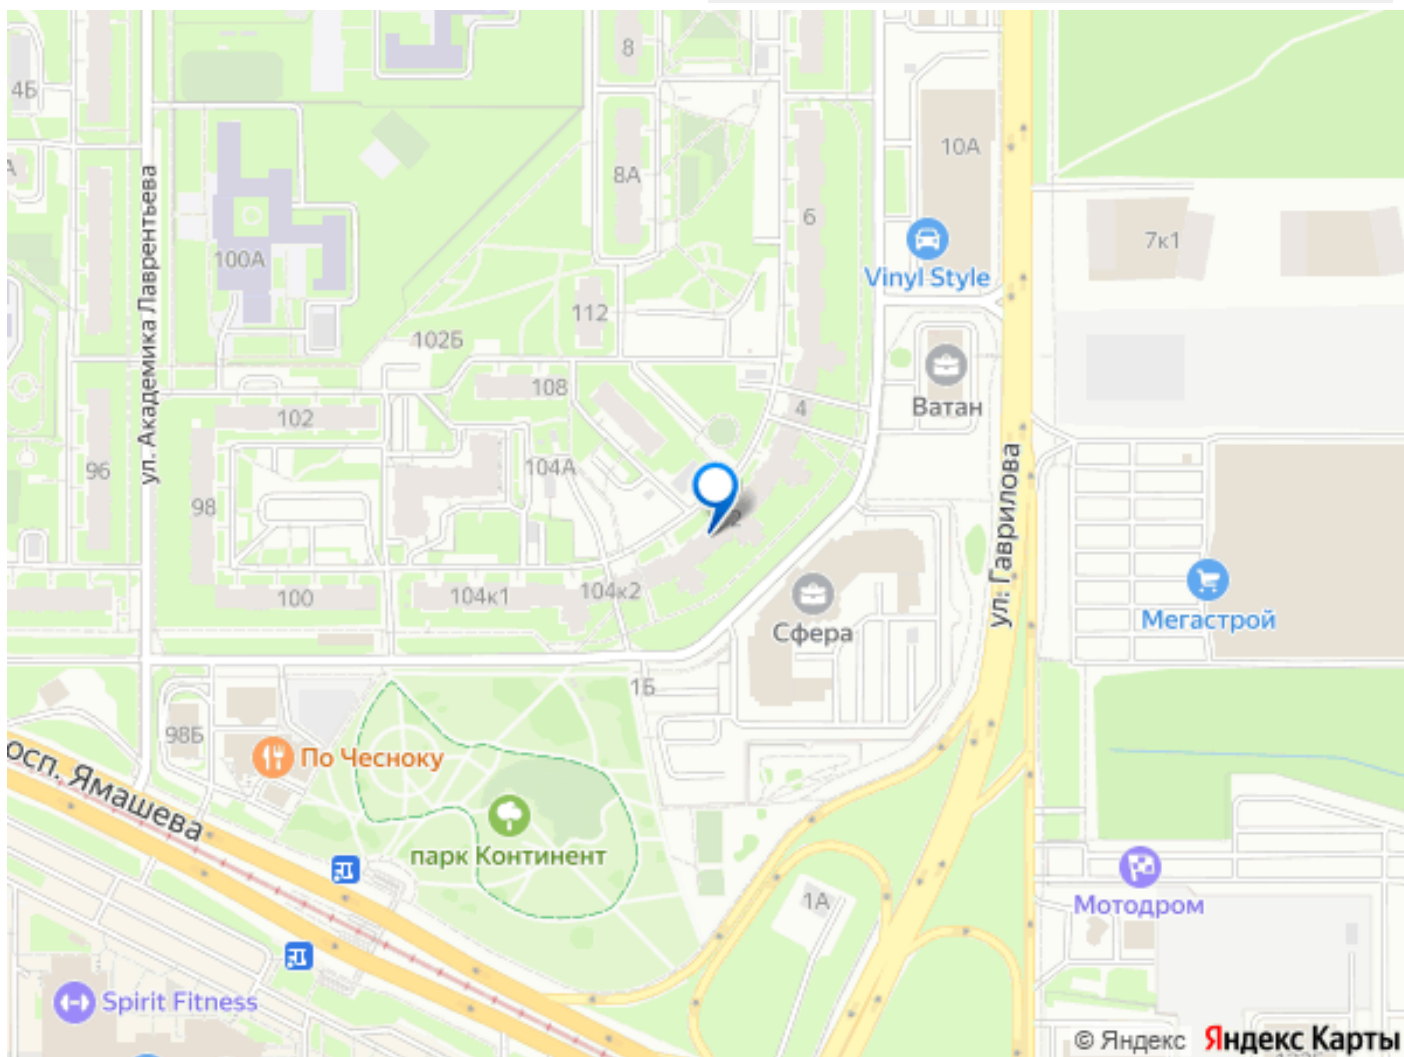 8
4Б
10А
8А
6
7к1
ул. Академика Лаврентьева
100А
Vinyl Style
112
102Б
108
Ватан
102
4
96
104А
98
2
ул. Гаврилова
104к1
104к2
100
Сфера
Мегастрой
1Б
98Б
По Чесноку
просп. Ямашева
парк Континент
1А
Мотодром
Spirit Fitness
© Яндекс Яндекс Карты